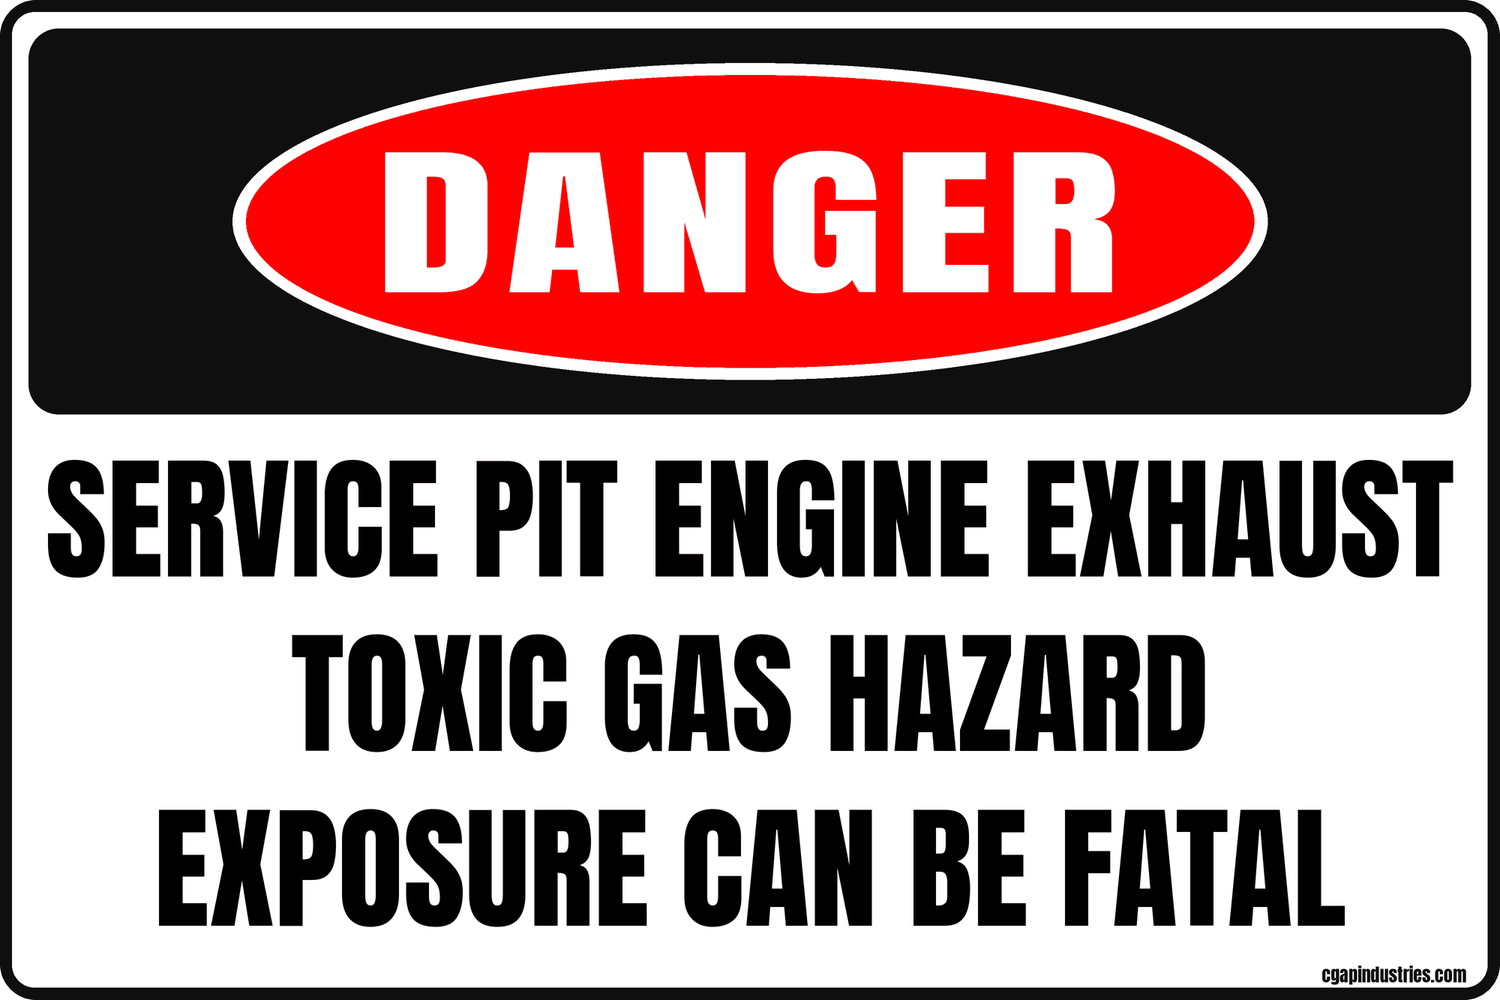 DANGER
SERVICE PIT ENGINE EXHAUST
TOXIC GAS HAZARD
EXPOSURE CAN BE FATAL
cgapindustries.com